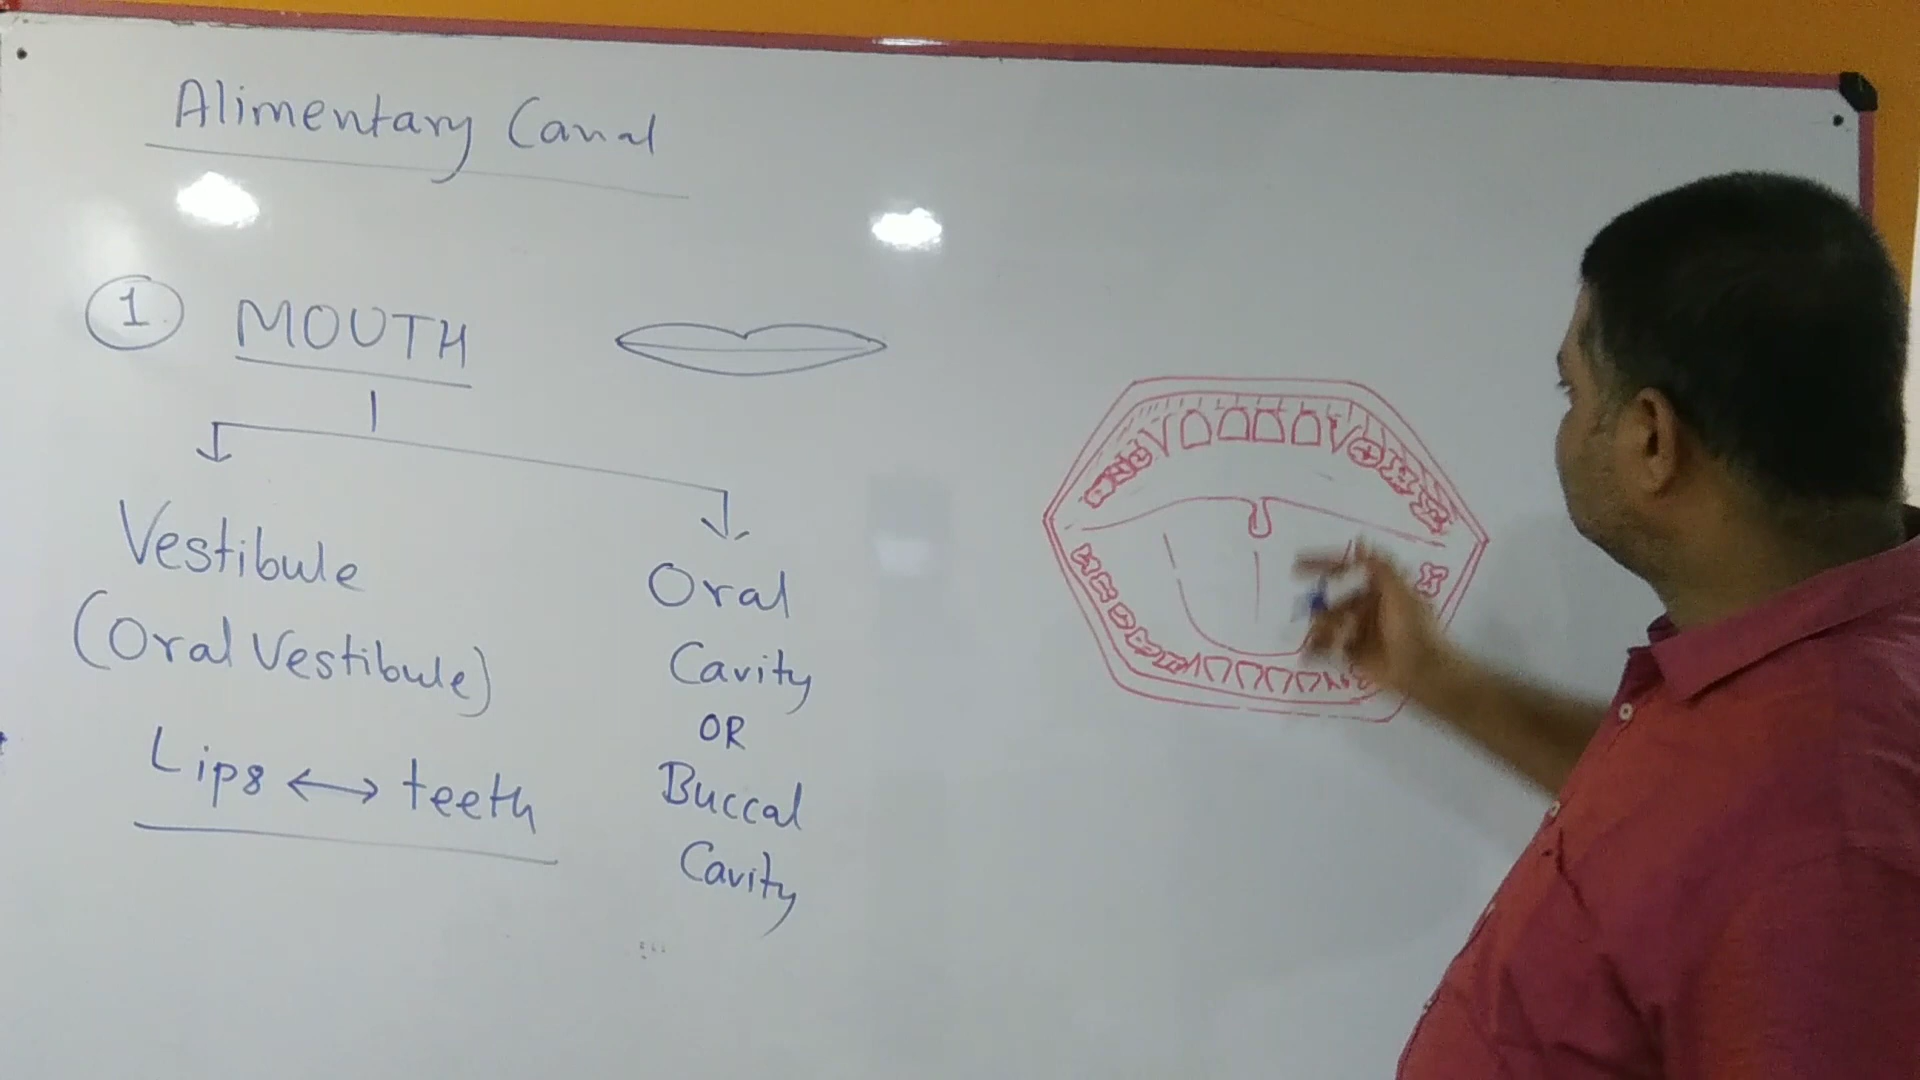 Alimentary Canal
1 MOUTH
Vestibule
(Oral Vestibule)
Lips ↔ teeth
Oral
Cavity
OR
Buccal
Cavity